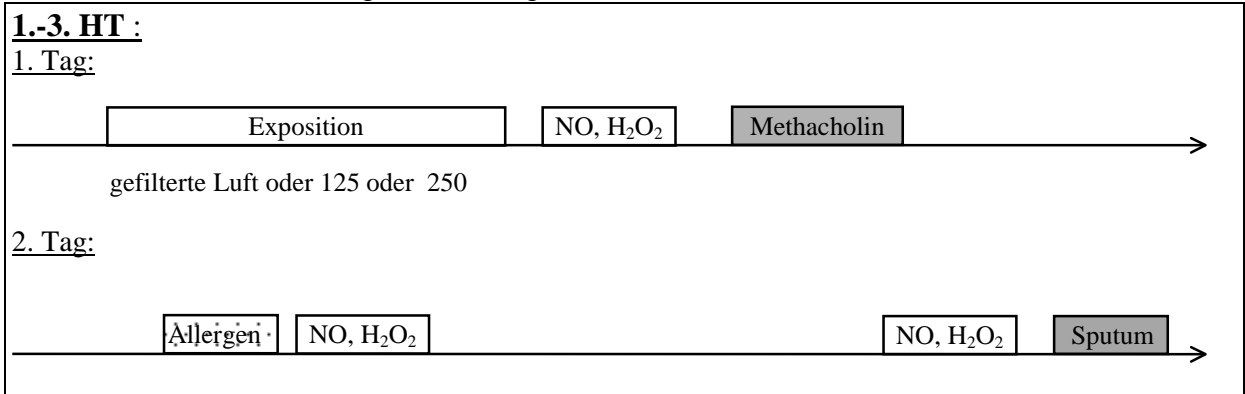 1.-3. HT :
1. Tag:
Exposition NO, H₂O₂ Methacholin
gefilterte Luft oder 125 oder 250
2. Tag:
Allergen NO, H₂O₂ NO, H₂O₂ Sputum